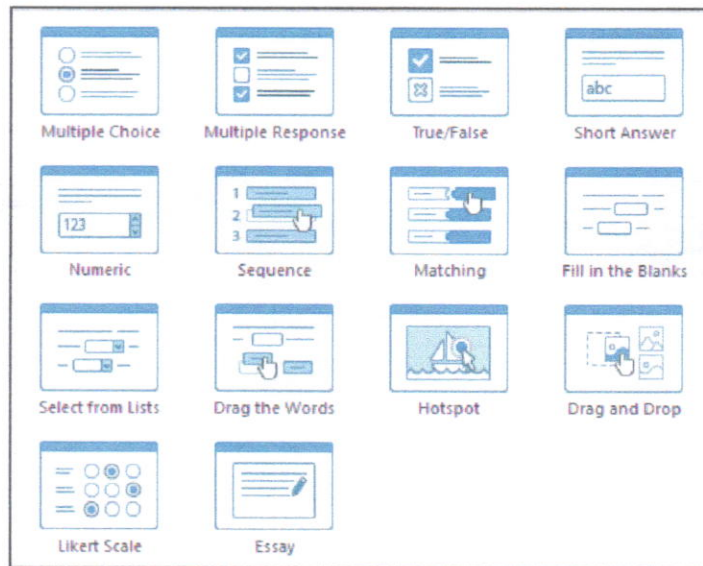 abc
Multiple Choice Multiple Response True/False Short Answer
123
1
2
3
Numeric Sequence Matching Fill in the Blanks
Select from Lists Drag the Words Hotspot Drag and Drop
Likert Scale Essay